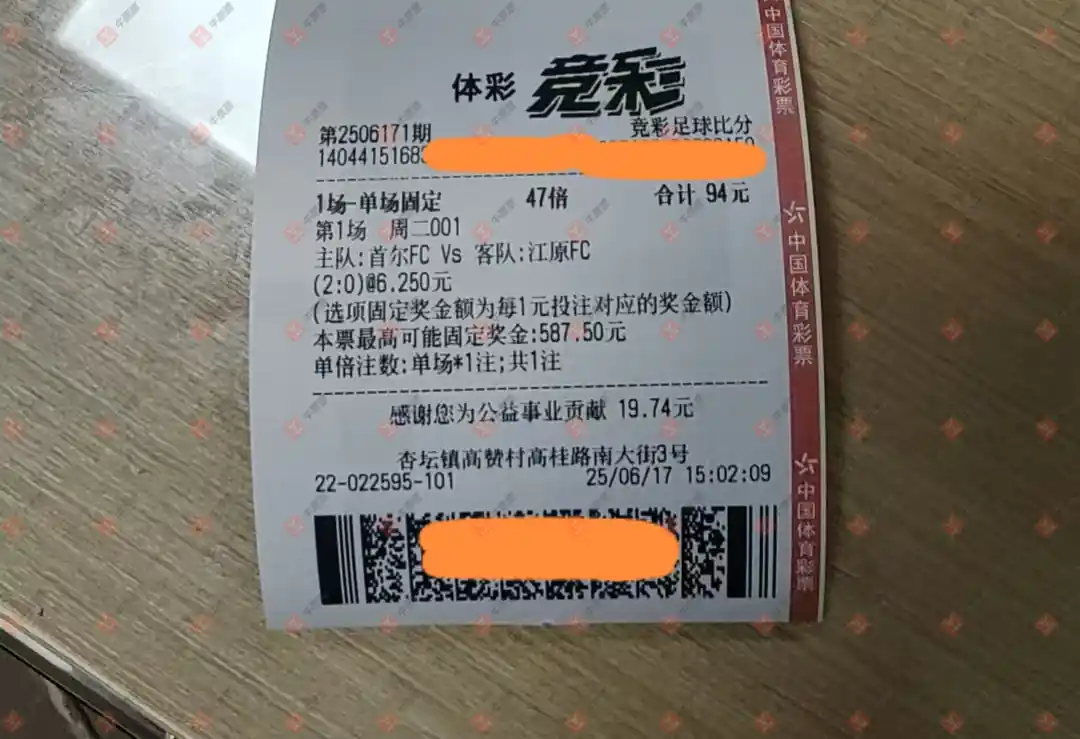 体彩 竞彩
第2506171期 竞彩足球比分
1404415168
1场-单场固定 47倍 合计 94元
第1场 周二001
主队:首尔FC Vs 客队:江原FC
(2:0)@6.250元
(选项固定奖金额为每1元投注对应的奖金额)
本票最高可能固定奖金:587.50元
单倍注数:单场*1注;共1注
感谢您为公益事业贡献 19.74元
杏坛镇高赞村高桂路南大街3号
22-022595-101 25/06/17 15:02:09
中国体育彩票
中国体育彩票
中国体育彩票